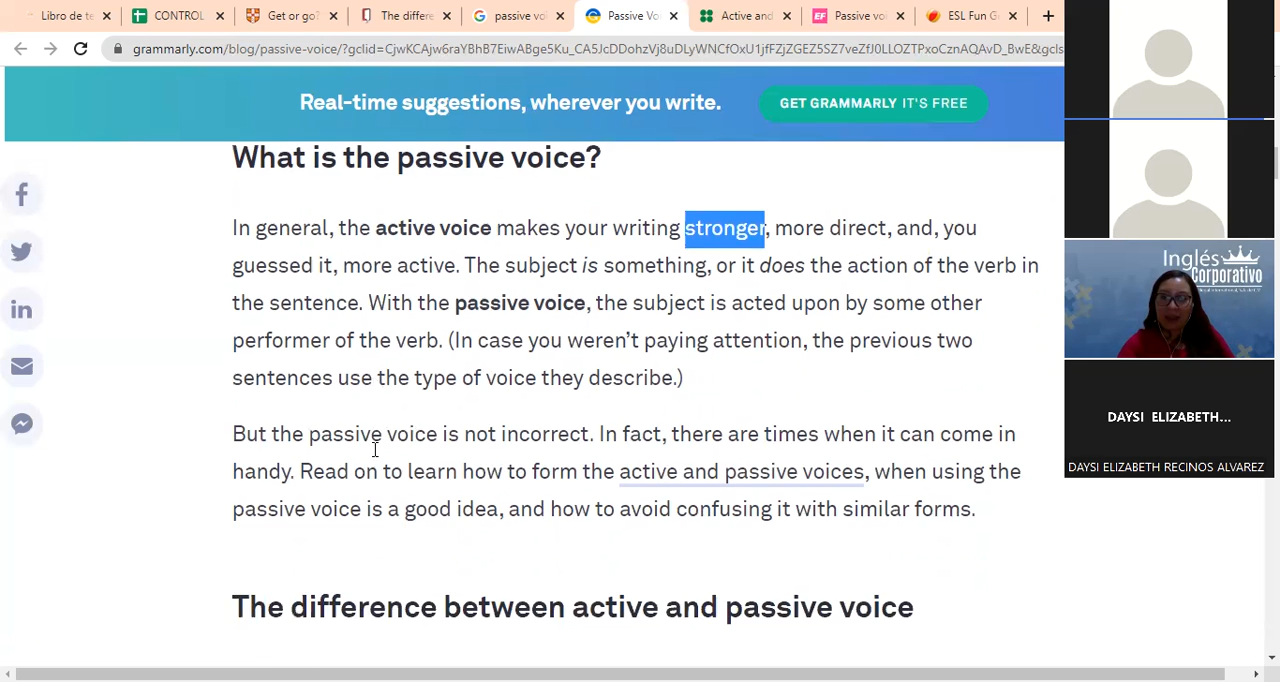 Libro de te
CONTROL
Get or go?
The differe
passive voi
Passive Vo
Active and
Passive vo
ESL Fun G
grammarly.com/blog/passive-voice/?gclid=CjwKCAjw6raYBhB7EiwABge5Ku_CA5JcDDohzVj8uDLyWNCfOxU1jfFZjZGEZ5SZ7veZfJ0LLOZTPxoCznAQAvD_BwE&gcls
Real-time suggestions, wherever you write.
GET GRAMMARLY IT'S FREE
What is the passive voice?
In general, the active voice makes your writing stronger, more direct, and, you
guessed it, more active. The subject is something, or it does the action of the verb in
the sentence. With the passive voice, the subject is acted upon by some other
performer of the verb. (In case you weren't paying attention, the previous two
sentences use the type of voice they describe.)
But the passive voice is not incorrect. In fact, there are times when it can come in
handy. Read on to learn how to form the active and passive voices, when using the
passive voice is a good idea, and how to avoid confusing it with similar forms.
The difference between active and passive voice
Inglés
Corporativo
DAYSI ELIZABETH...
DAYSI ELIZABETH RECINOS ALVAREZ